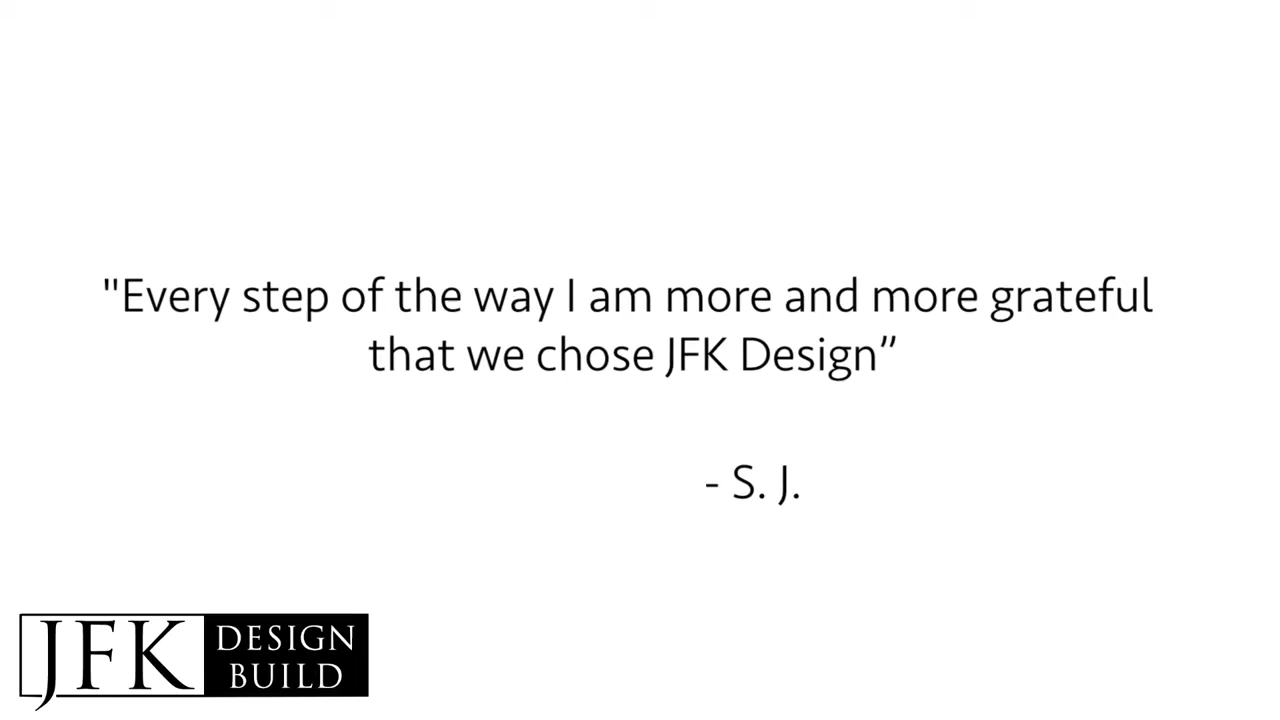 "Every step of the way I am more and more grateful
that we chose JFK Design”
- S. J.
JFK DESIGN
BUILD